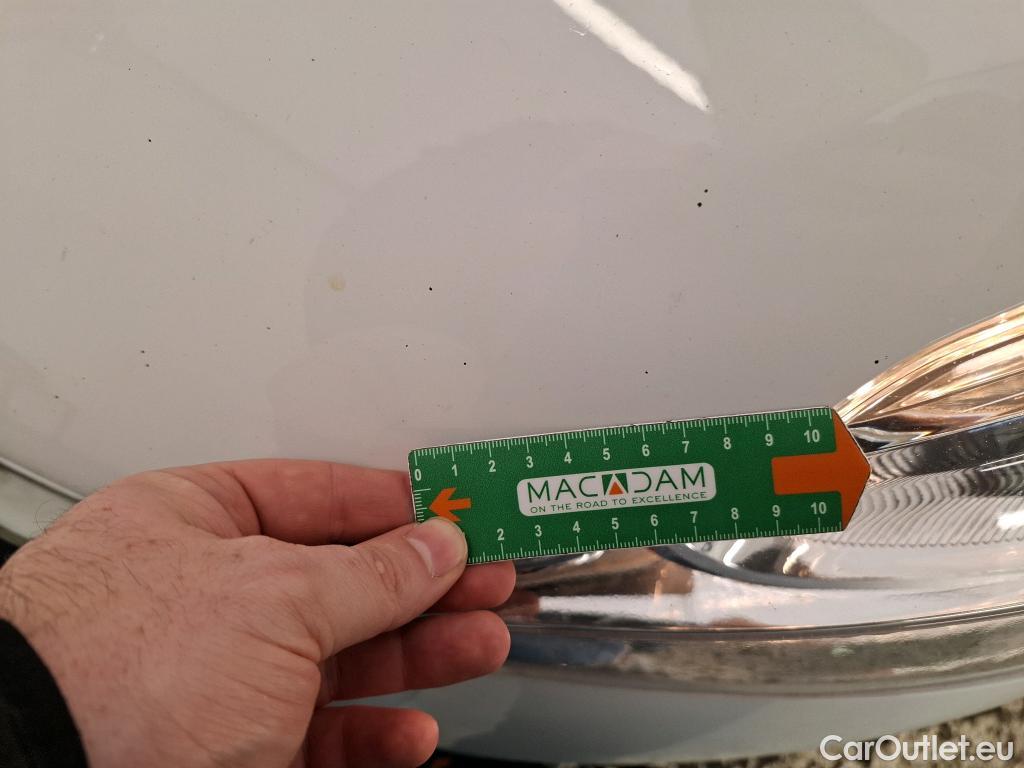 0 1 2 3 4 5 6 7 8 9 10
MACADAM
ON THE ROAD TO EXCELLENCE
2 3 4 5 6 7 8 9 10
CarOutlet.eu